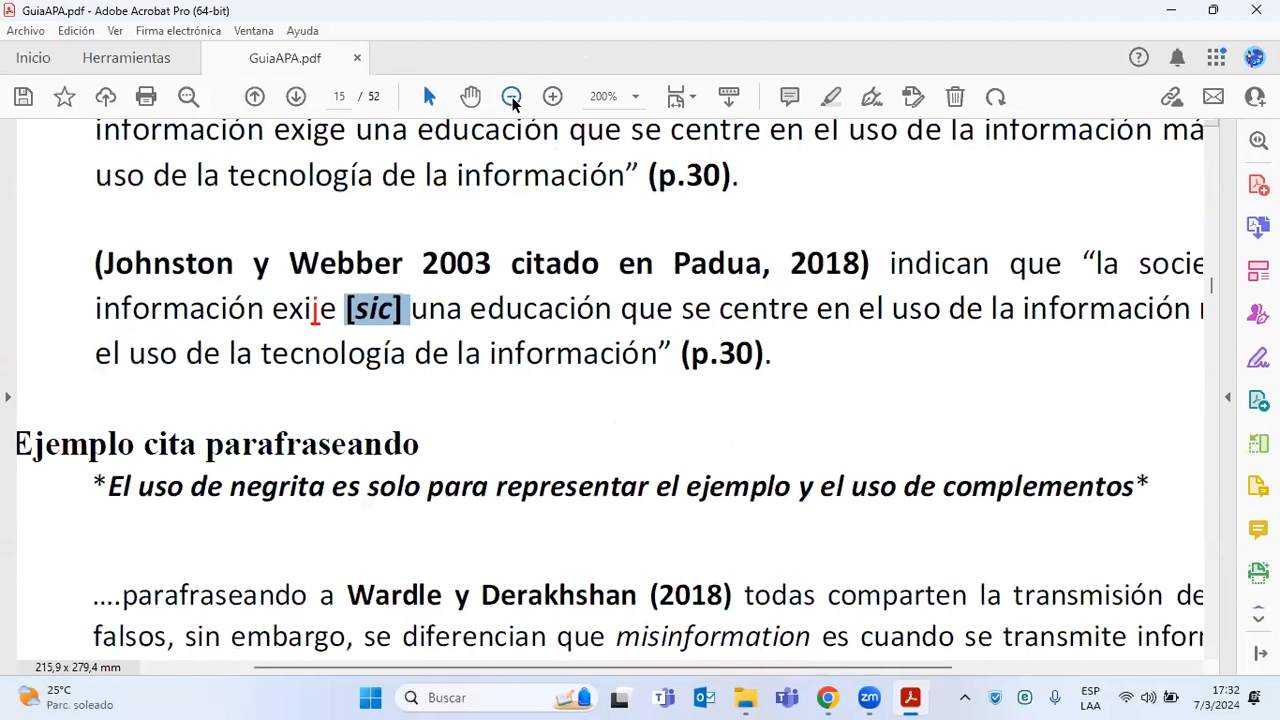 GuiaAPA.pdf - Adobe Acrobat Pro (64-bit)
Archivo Edición Ver Firma electrónica Ventana Ayuda
Inicio Herramientas GuiaAPA.pdf ×
15 / 52 200%
información exige una educación que se centre en el uso de la información má
uso de la tecnología de la información” (p.30).
(Johnston y Webber 2003 citado en Padua, 2018) indican que “la socie
información exije [sic] una educación que se centre en el uso de la información
el uso de la tecnología de la información” (p.30).
Ejemplo cita parafraseando
*El uso de negrita es solo para representar el ejemplo y el uso de complementos*
....parafraseando a Wardle y Derakhshan (2018) todas comparten la transmisión de
falsos, sin embargo, se diferencian que misinformation es cuando se transmite infor
215,9 x 279,4 mm
25°C
Parc. soleado
Buscar
ESP
LAA
17:32
7/3/2024